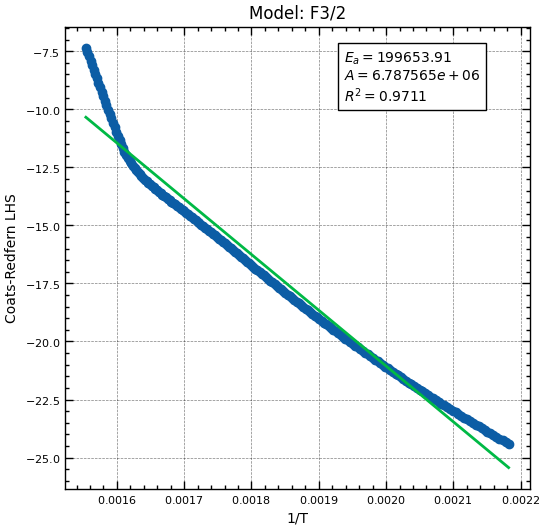 Model: F3/2
E_a = 199653.91
A = 6.787565e + 06
R^2 = 0.9711
Coats-Redfern LHS
−7.5
−10.0
−12.5
−15.0
−17.5
−20.0
−22.5
−25.0
0.0016 0.0017 0.0018 0.0019 0.0020 0.0021 0.0022
1/T